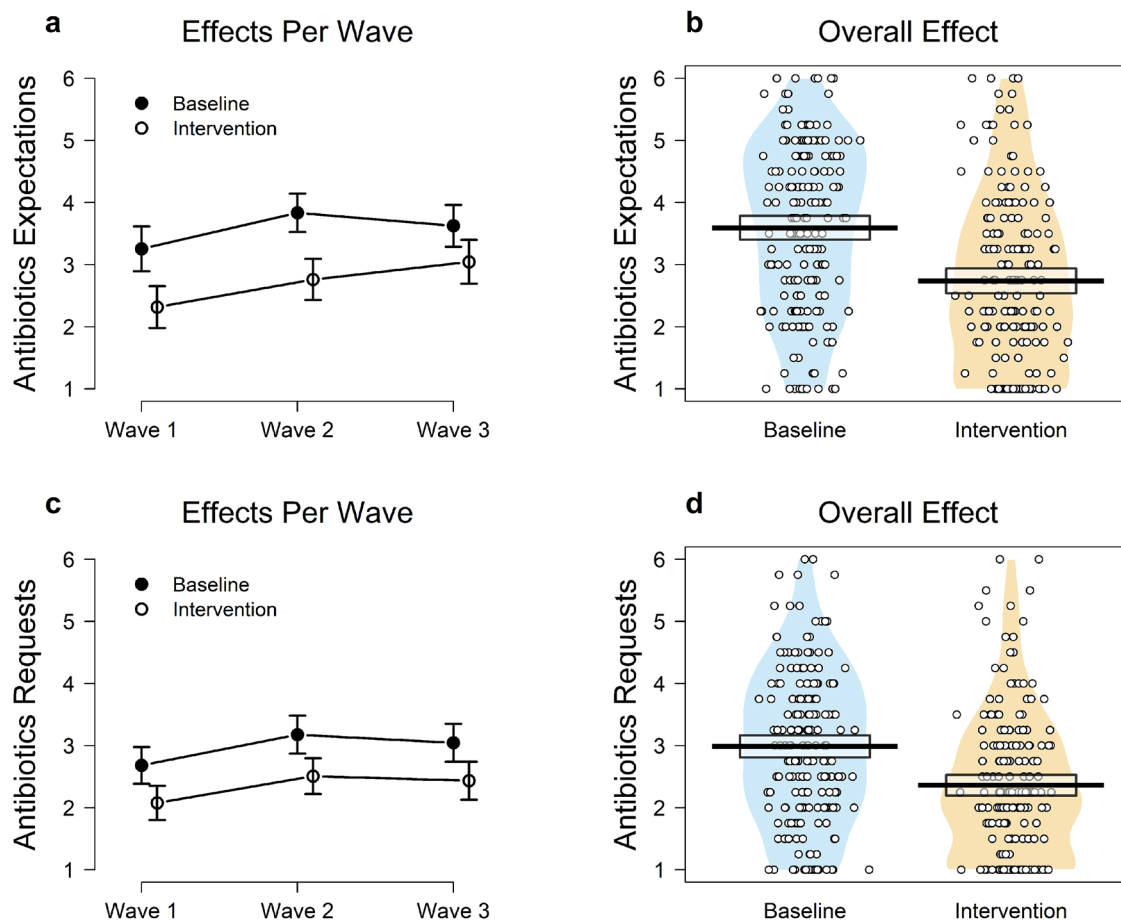 a
Effects Per Wave
Antibiotics Expectations
6
5
4
3
2
1
Baseline
Intervention
Wave 1
Wave 2
Wave 3
b
Overall Effect
Antibiotics Expectations
6
5
4
3
2
1
Baseline
Intervention
c
Effects Per Wave
Antibiotics Requests
6
5
4
3
2
1
Baseline
Intervention
Wave 1
Wave 2
Wave 3
d
Overall Effect
Antibiotics Requests
6
5
4
3
2
1
Baseline
Intervention